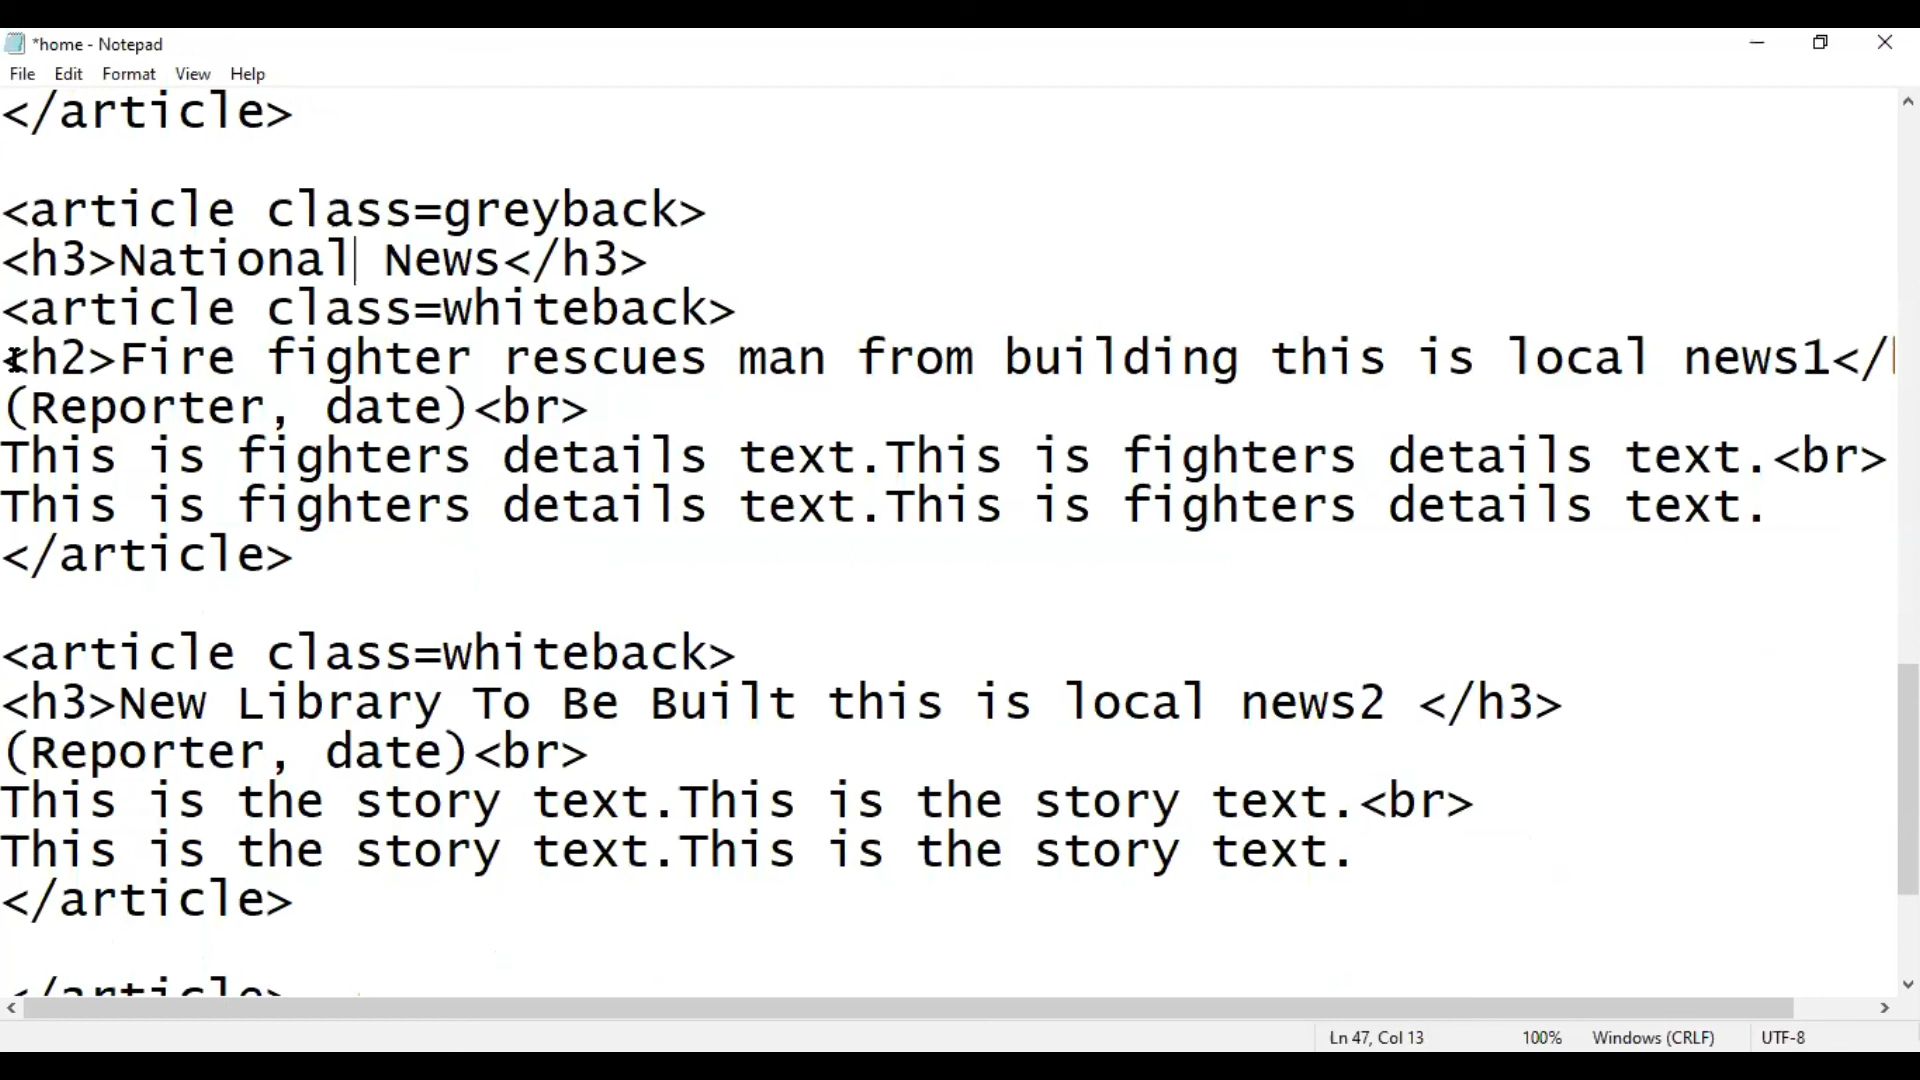 *home - Notepad
File Edit Format View Help
</article>
<article class=greyback>
<h3>National News</h3>
<article class=whiteback>
<h2>Fire fighter rescues man from building this is local news1</
(Reporter, date)<br>
This is fighters details text.This is fighters details text.<br>
This is fighters details text.This is fighters details text.
</article>
<article class=whiteback>
<h3>New Library To Be Built this is local news2 </h3>
(Reporter, date)<br>
This is the story text.This is the story text.<br>
This is the story text.This is the story text.
</article>
</article>
Ln 47, Col 13 100% Windows (CRLF) UTF-8